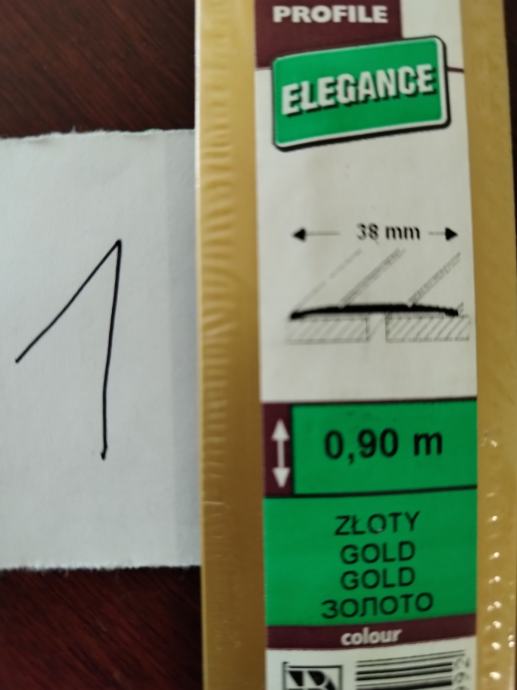 PROFILE
ELEGANCE
38 mm
1
0,90 m
ZŁOTY
GOLD
GOLD
ЗОЛОТО
colour